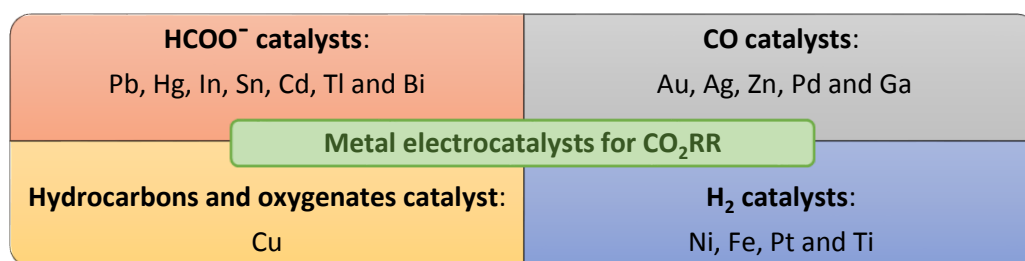 HCOO⁻ catalysts:
Pb, Hg, In, Sn, Cd, Tl and Bi
CO catalysts:
Au, Ag, Zn, Pd and Ga
Metal electrocatalysts for CO₂RR
Hydrocarbons and oxygenates catalyst:
Cu
H₂ catalysts:
Ni, Fe, Pt and Ti